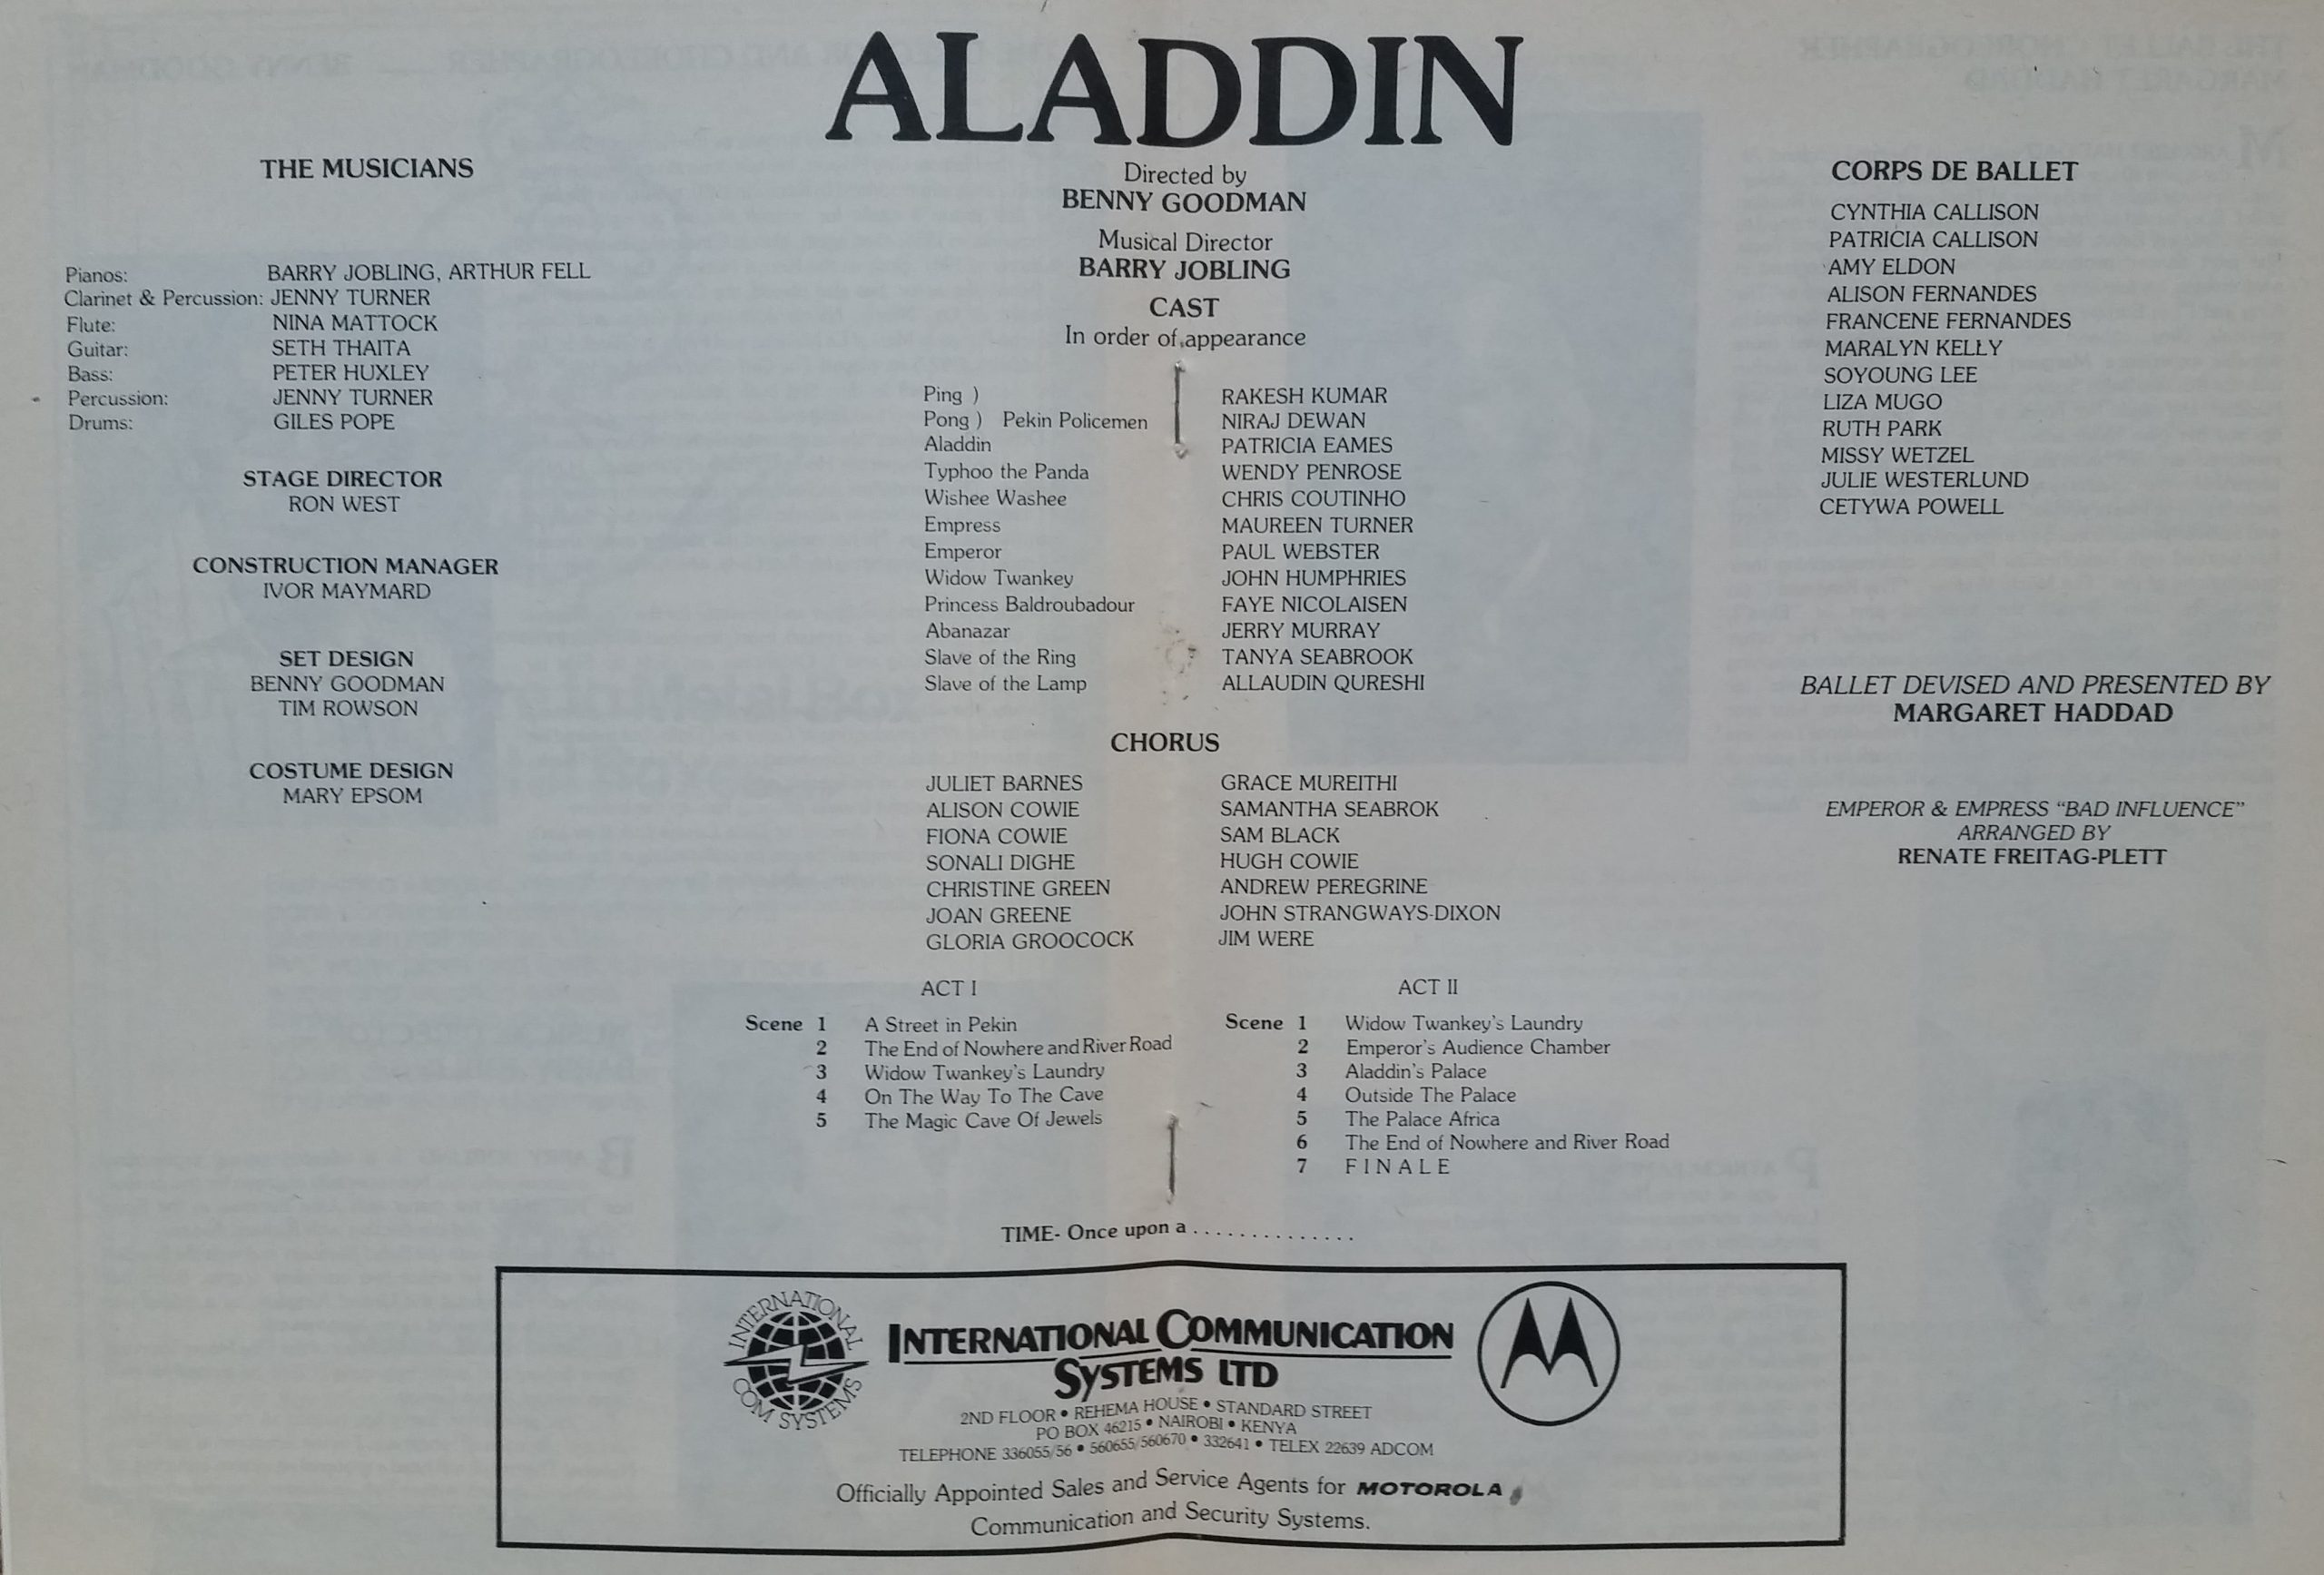 ALADDIN
THE MUSICIANS
Pianos: BARRY JOBLING, ARTHUR FELL
Clarinet & Percussion: JENNY TURNER
Flute: NINA MATTOCK
Guitar: SETH THAITA
Bass: PETER HUXLEY
Percussion: JENNY TURNER
Drums: GILES POPE
STAGE DIRECTOR
RON WEST
CONSTRUCTION MANAGER
IVOR MAYMARD
SET DESIGN
BENNY GOODMAN
TIM ROWSON
COSTUME DESIGN
MARY EPSOM
Directed by
BENNY GOODMAN
Musical Director
BARRY JOBLING
CAST
In order of appearance
Ping ) RAKESH KUMAR
Pong ) Pekin Policemen NIRAJ DEWAN
Aladdin PATRICIA EAMES
Typhoo the Panda WENDY PENROSE
Wishee Washee CHRIS COUTINHO
Empress MAUREEN TURNER
Emperor PAUL WEBSTER
Widow Twankey JOHN HUMPHRIES
Princess Baldroubadour FAYE NICOLAISEN
Abanazar JERRY MURRAY
Slave of the Ring TANYA SEABROOK
Slave of the Lamp ALLAUDIN QURESHI
CHORUS
JULIET BARNES GRACE MUREITHI
ALISON COWIE SAMANTHA SEABROK
FIONA COWIE SAM BLACK
SONALI DIGHE HUGH COWIE
CHRISTINE GREEN ANDREW PEREGRINE
JOAN GREENE JOHN STRANGWAYS-DIXON
GLORIA GROOCOCK JIM WERE
ACT I
Scene 1 A Street in Pekin
2 The End of Nowhere and River Road
3 Widow Twankey's Laundry
4 On The Way To The Cave
5 The Magic Cave Of Jewels
ACT II
Scene 1 Widow Twankey's Laundry
2 Emperor's Audience Chamber
3 Aladdin's Palace
4 Outside The Palace
5 The Palace Africa
6 The End of Nowhere and River Road
7 FINALE
TIME- Once upon a . . . . . . . . . . . . . .
CORPS DE BALLET
CYNTHIA CALLISON
PATRICIA CALLISON
AMY ELDON
ALISON FERNANDES
FRANCENE FERNANDES
MARALYN KELLY
SOYOUNG LEE
LIZA MUGO
RUTH PARK
MISSY WETZEL
JULIE WESTERLUND
CETYWA POWELL
BALLET DEVISED AND PRESENTED BY
MARGARET HADDAD
EMPEROR & EMPRESS "BAD INFLUENCE"
ARRANGED BY
RENATE FREITAG-PLETT
INTERNATIONAL
COM SYSTEMS
INTERNATIONAL COMMUNICATION
SYSTEMS LTD
2ND FLOOR • REHEMA HOUSE • STANDARD STREET
PO BOX 46215 • NAIROBI • KENYA
TELEPHONE 336055/56 • 560655/560670 • 332641 • TELEX 22639 ADCOM
Officially Appointed Sales and Service Agents for MOTOROLA
Communication and Security Systems.